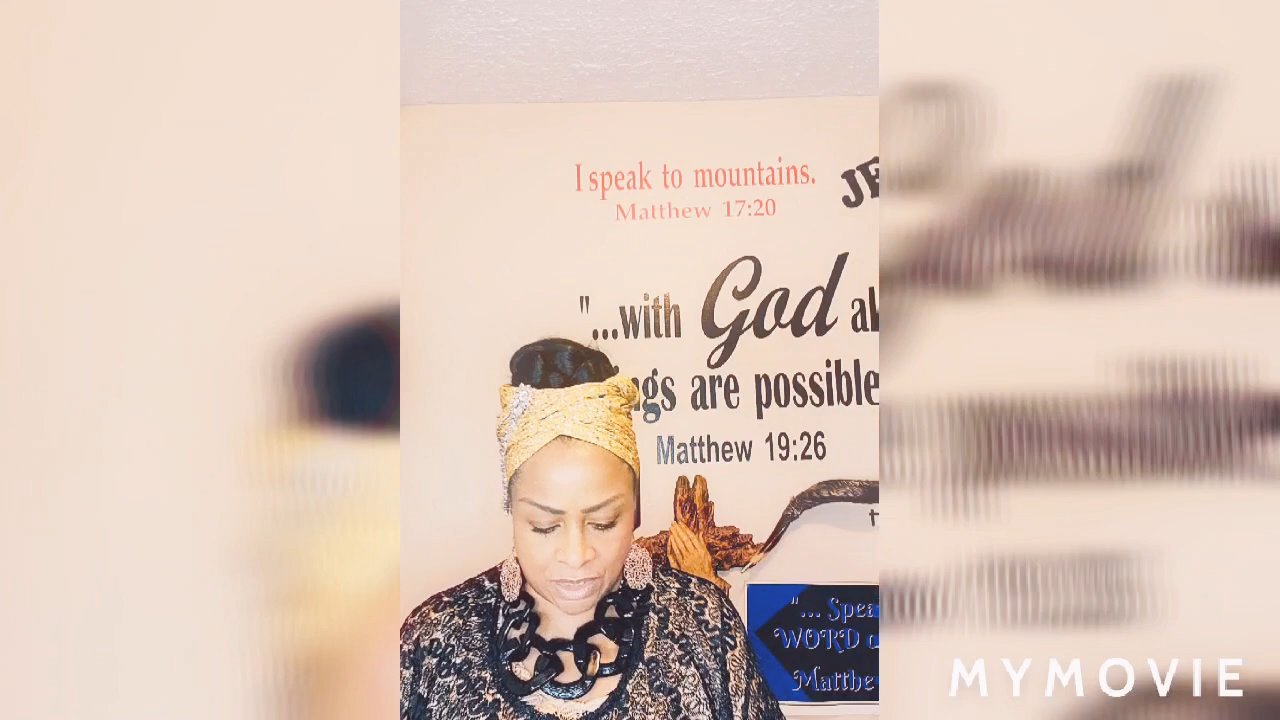 I speak to mountains.
Matthew 17:20
JE
"...with God al
ngs are possible
Matthew 19:26
"... Spea
WORD o
Matthe
MYMOVIE